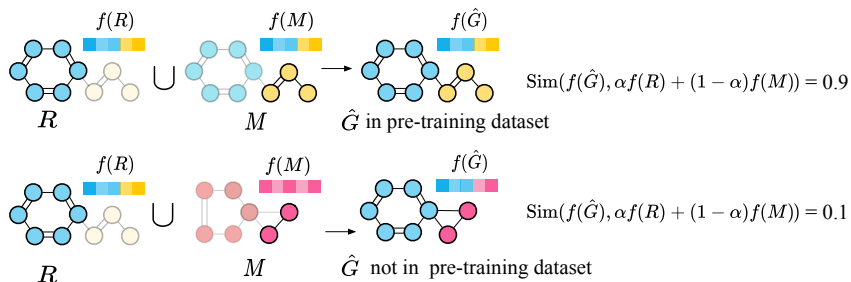 f(R) f(M) f(Ĝ)
⋃ Sim(f(Ĝ), αf(R) + (1 − α)f(M)) = 0.9
R M Ĝ in pre-training dataset
f(R) f(M) f(Ĝ)
⋃ Sim(f(Ĝ), αf(R) + (1 − α)f(M)) = 0.1
R M Ĝ not in pre-training dataset